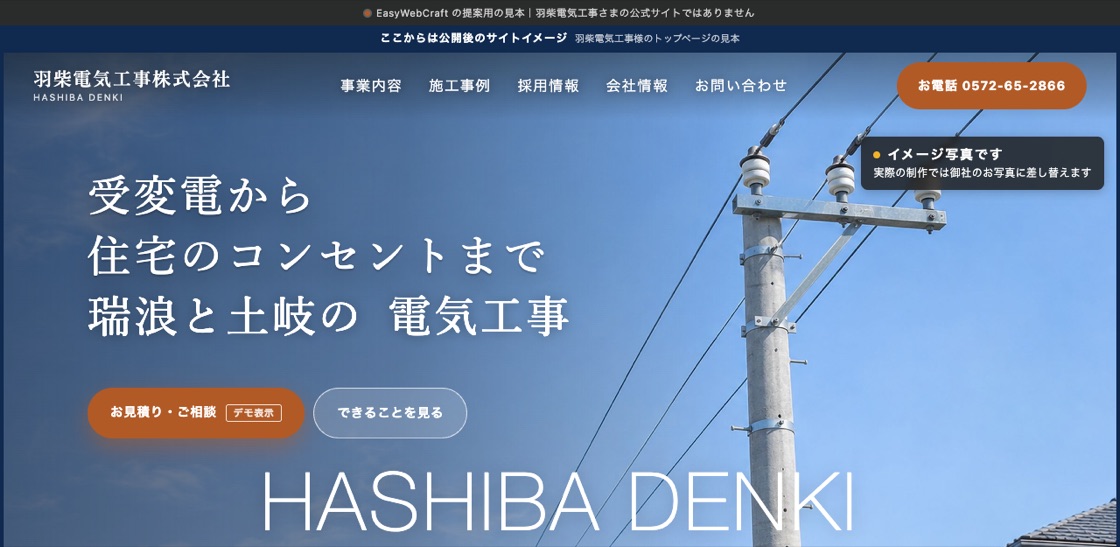 EasyWebCraft の提案用の見本｜羽柴電気工事さまの公式サイトではありません
ここからは公開後のサイトイメージ 羽柴電気工事様のトップページの見本
羽柴電気工事株式会社
HASHIBA DENKI
事業内容 施工事例 採用情報 会社情報 お問い合わせ
お電話 0572-65-2866
イメージ写真です
実際の制作では御社のお写真に差し替えます
受変電から
住宅のコンセントまで
瑞浪と土岐の 電気工事
お見積り・ご相談 デモ表示
できることを見る
HASHIBA DENKI